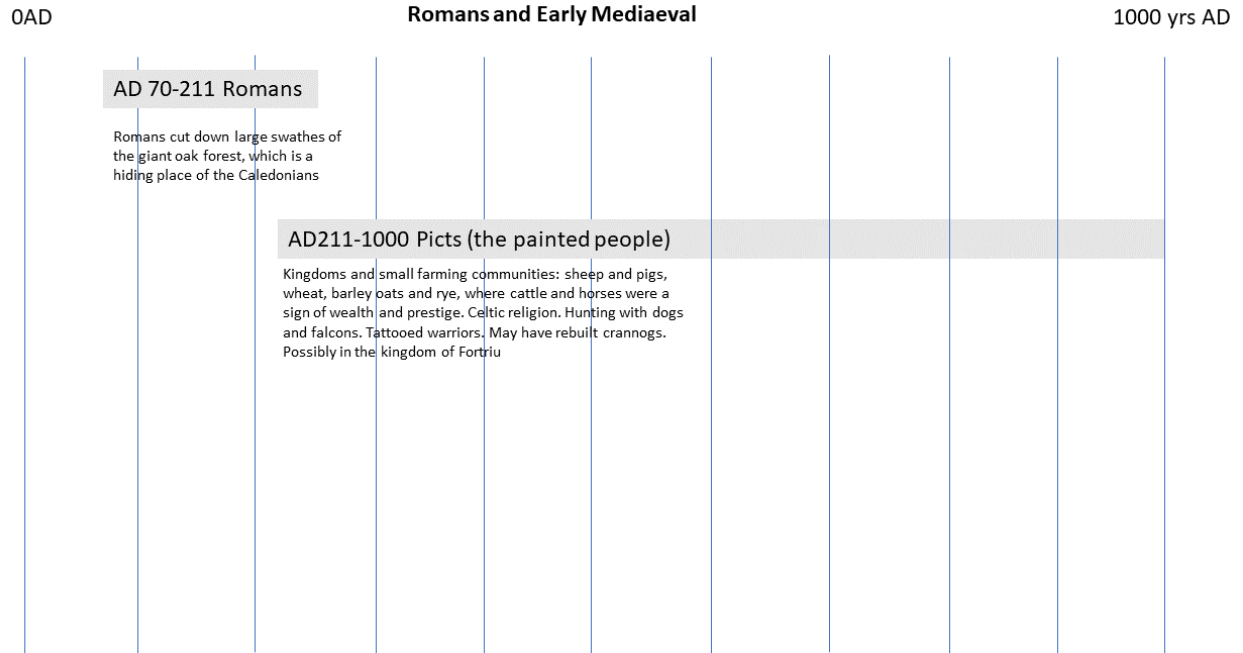 0AD
Romans and Early Mediaeval
1000 yrs AD
AD 70-211 Romans
Romans cut down large swathes of
the giant oak forest, which is a
hiding place of the Caledonians
AD211-1000 Picts (the painted people)
Kingdoms and small farming communities: sheep and pigs,
wheat, barley oats and rye, where cattle and horses were a
sign of wealth and prestige. Celtic religion. Hunting with dogs
and falcons. Tattooed warriors. May have rebuilt crannogs.
Possibly in the kingdom of Fortriu